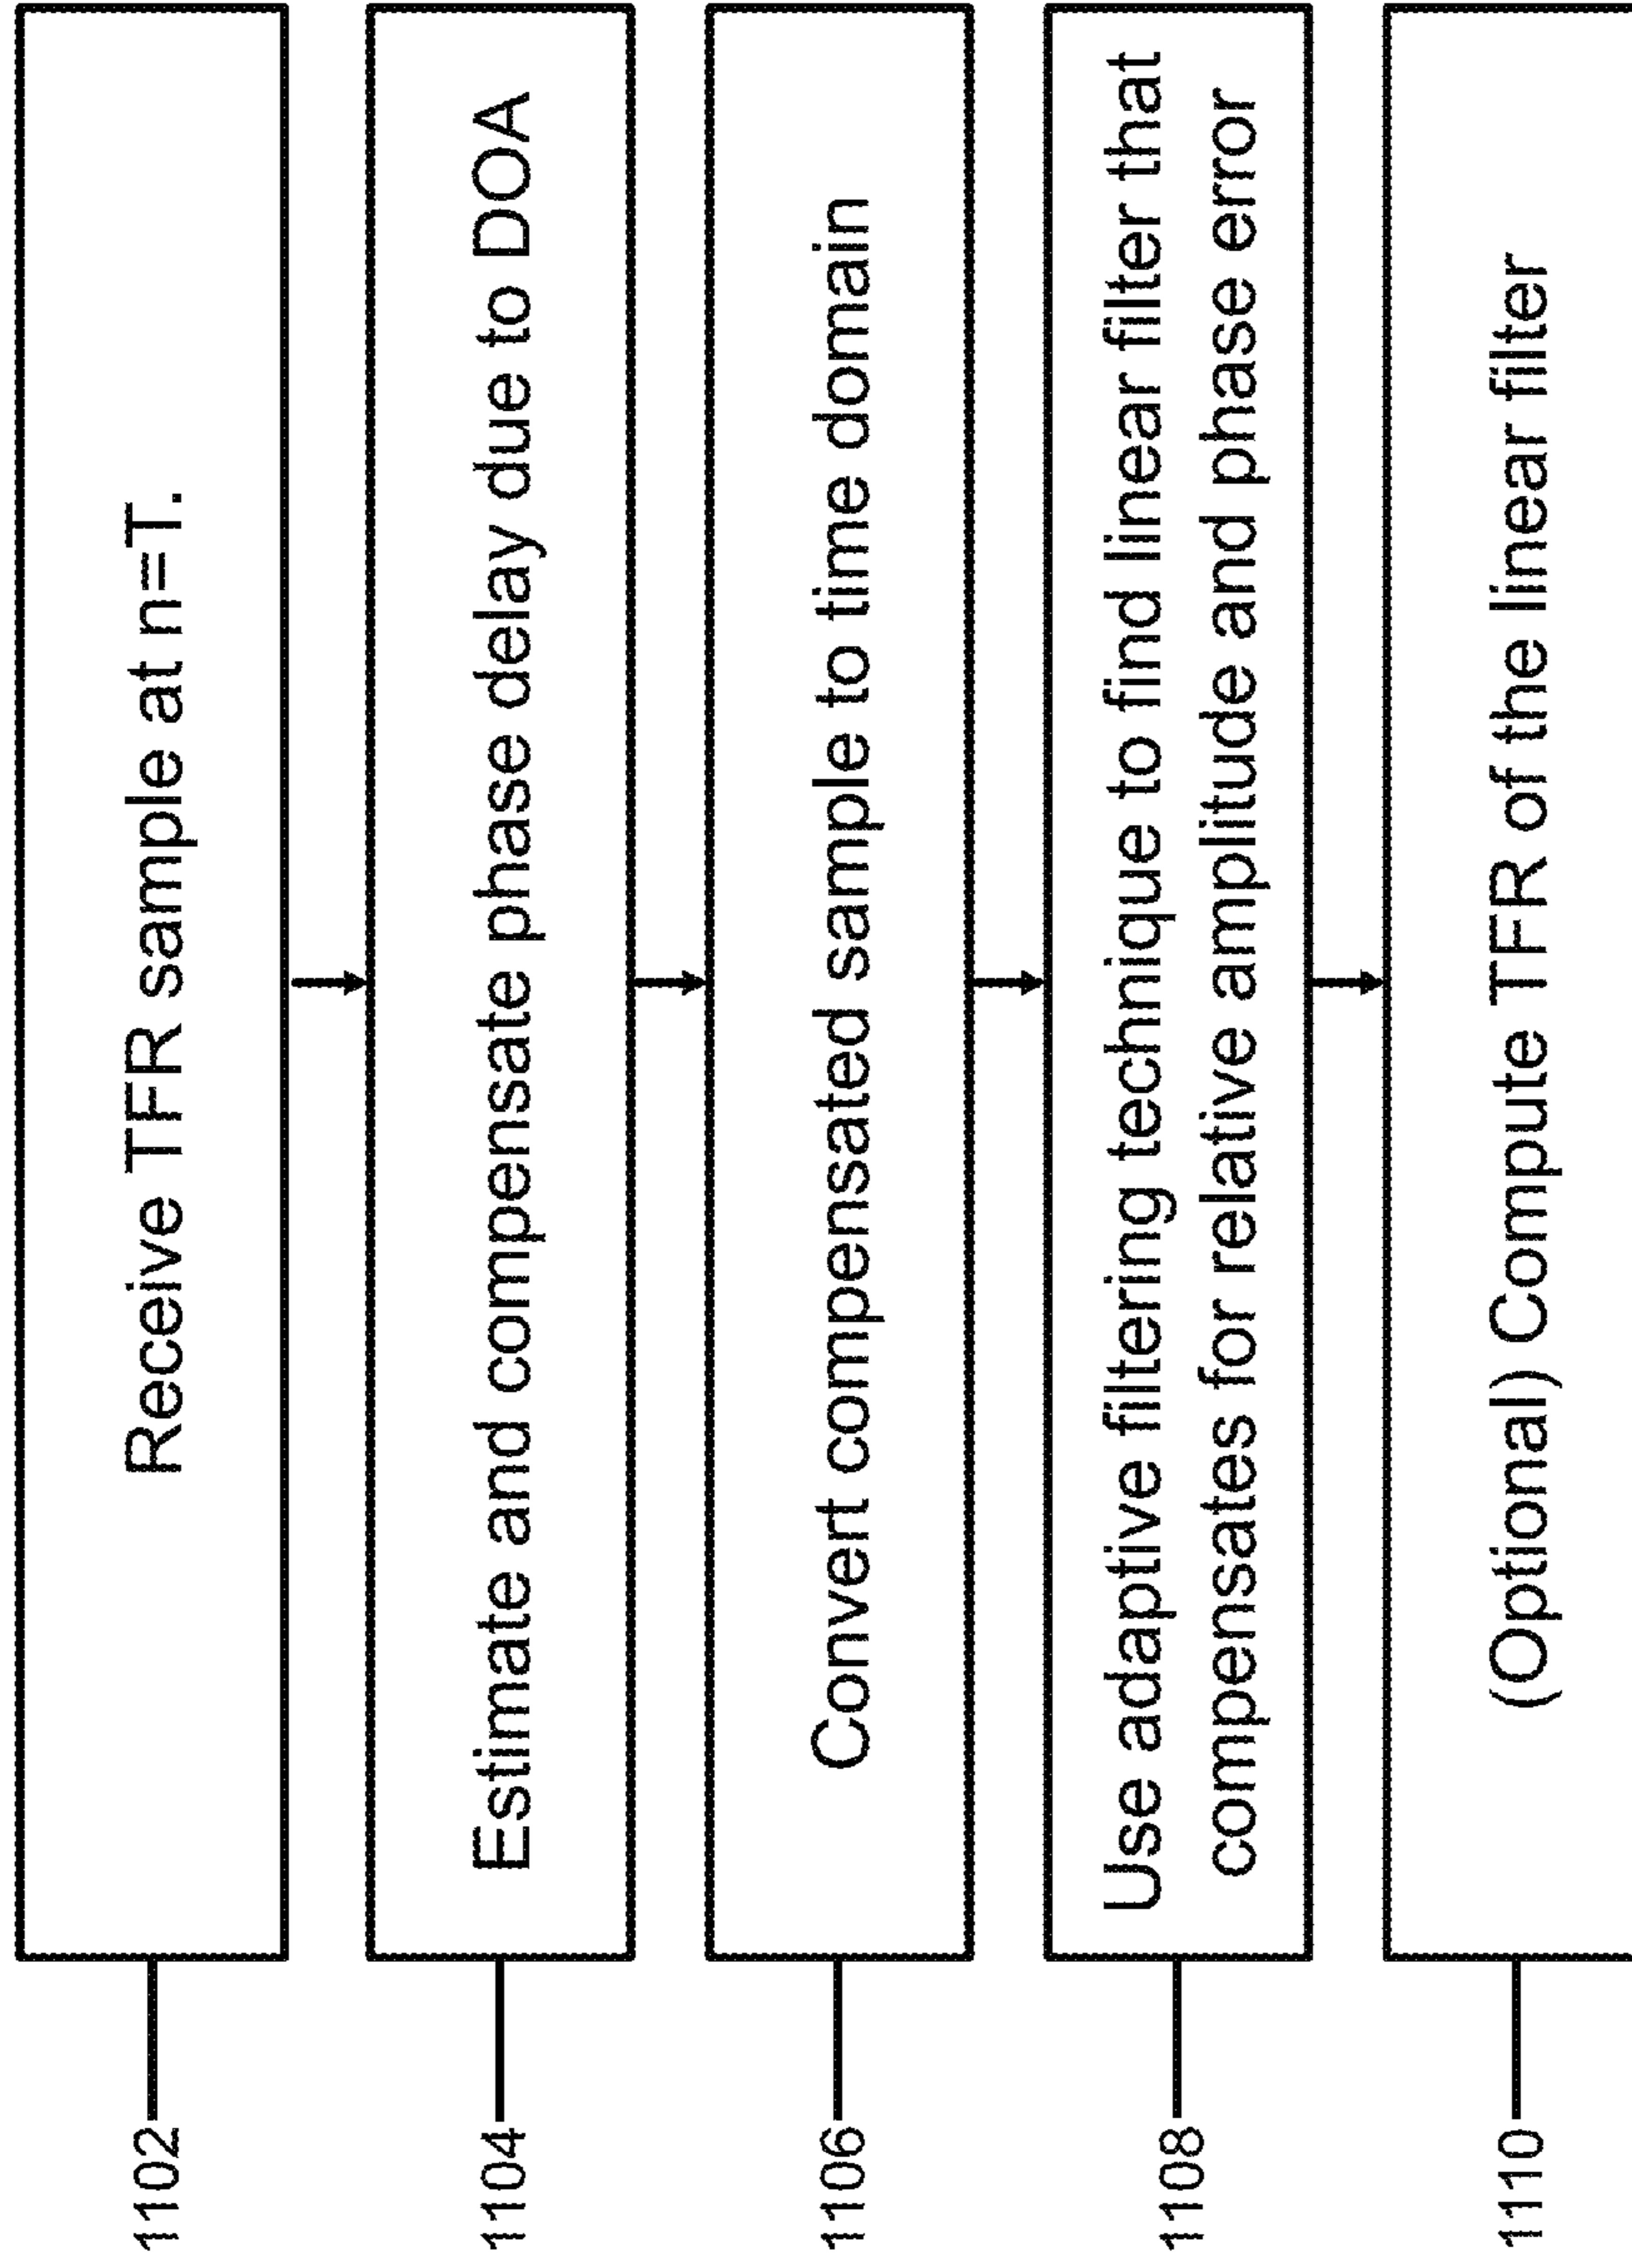 1102
Receive TFR sample at n=T.
1104
Estimate and compensate phase delay due to DOA
1106
Convert compensated sample to time domain
1108
Use adaptive filtering technique to find linear filter that
compensates for relative amplitude and phase error
1110
(Optional) Compute TFR of the linear filter